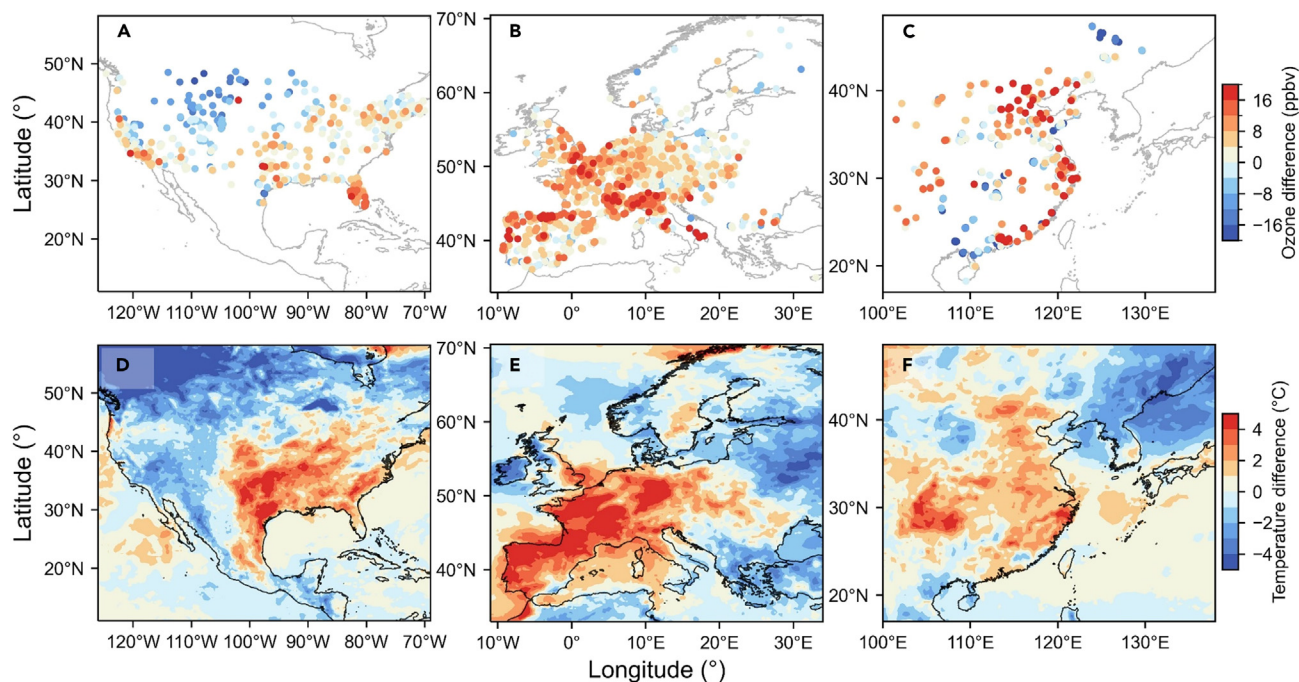 A
B
C
Latitude (°)
50°N
40°N
30°N
20°N
120°W 110°W 100°W 90°W 80°W 70°W
70°N
60°N
50°N
40°N
10°W 0° 10°E 20°E 30°E
40°N
30°N
20°N
100°E 110°E 120°E 130°E
16
8
0
−8
−16
Ozone difference (ppbv)
D
E
F
Latitude (°)
50°N
40°N
30°N
20°N
120°W 110°W 100°W 90°W 80°W 70°W
70°N
60°N
50°N
40°N
10°W 0° 10°E 20°E 30°E
40°N
30°N
20°N
100°E 110°E 120°E 130°E
4
2
0
−2
−4
Temperature difference (°C)
Longitude (°)